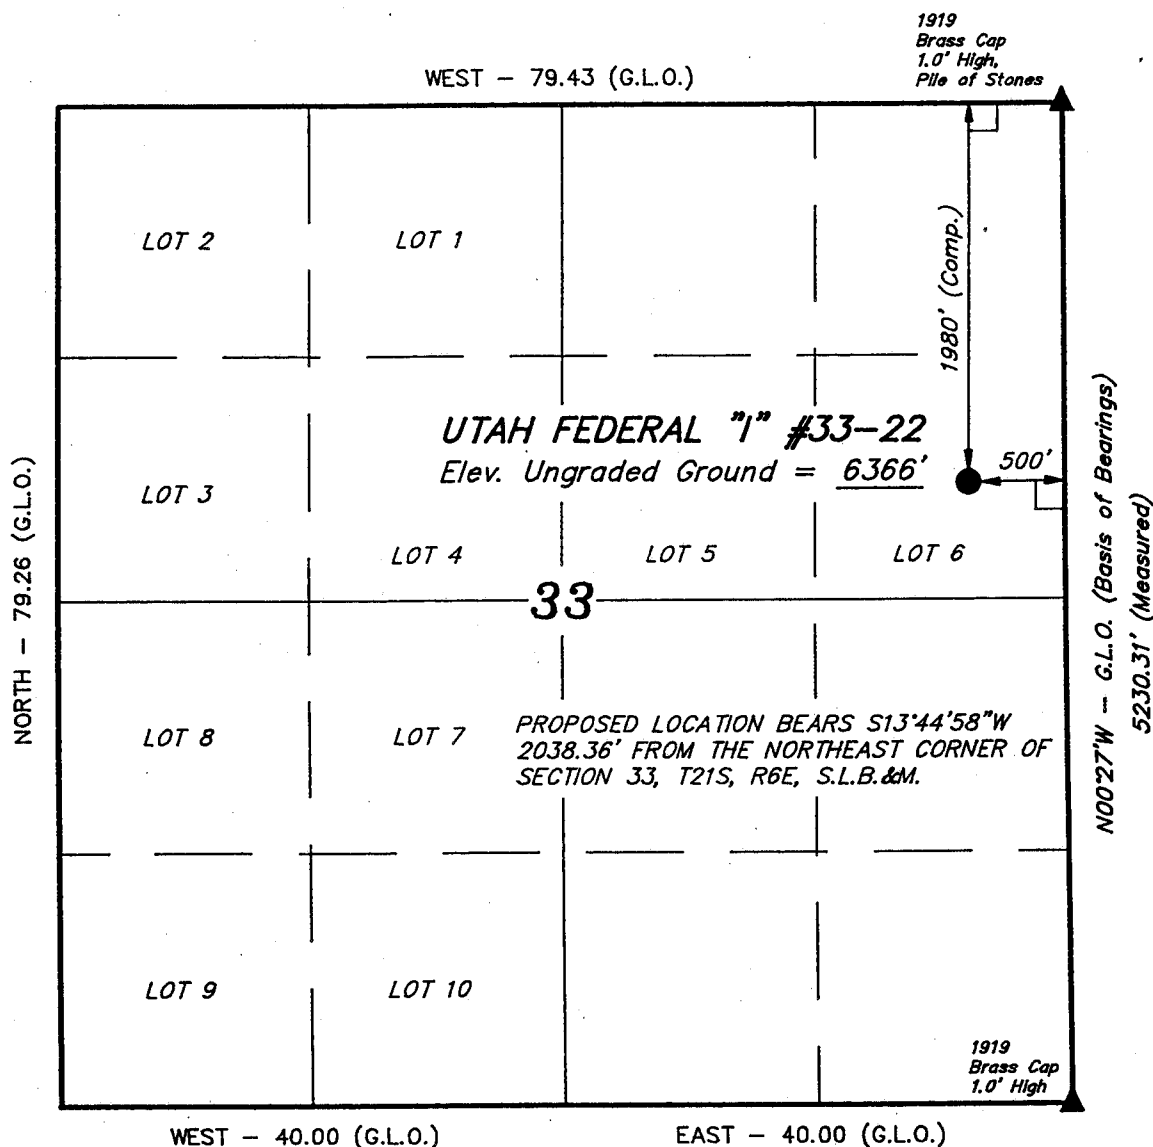 1919
Brass Cap
1.0' High,
Pile of Stones
WEST – 79.43 (G.L.O.)
LOT 2
LOT 1
1980' (Comp.)
UTAH FEDERAL "I" #33-22
Elev. Ungraded Ground = 6366'
500'
LOT 3
LOT 4
LOT 5
LOT 6
NORTH – 79.26 (G.L.O.)
N00°27'W – G.L.O. (Basis of Bearings)
5230.31' (Measured)
33
LOT 8
LOT 7
PROPOSED LOCATION BEARS S13°44'58"W
2038.36' FROM THE NORTHEAST CORNER OF
SECTION 33, T21S, R6E, S.L.B.&M.
LOT 9
LOT 10
1919
Brass Cap
1.0' High
WEST – 40.00 (G.L.O.)
EAST – 40.00 (G.L.O.)